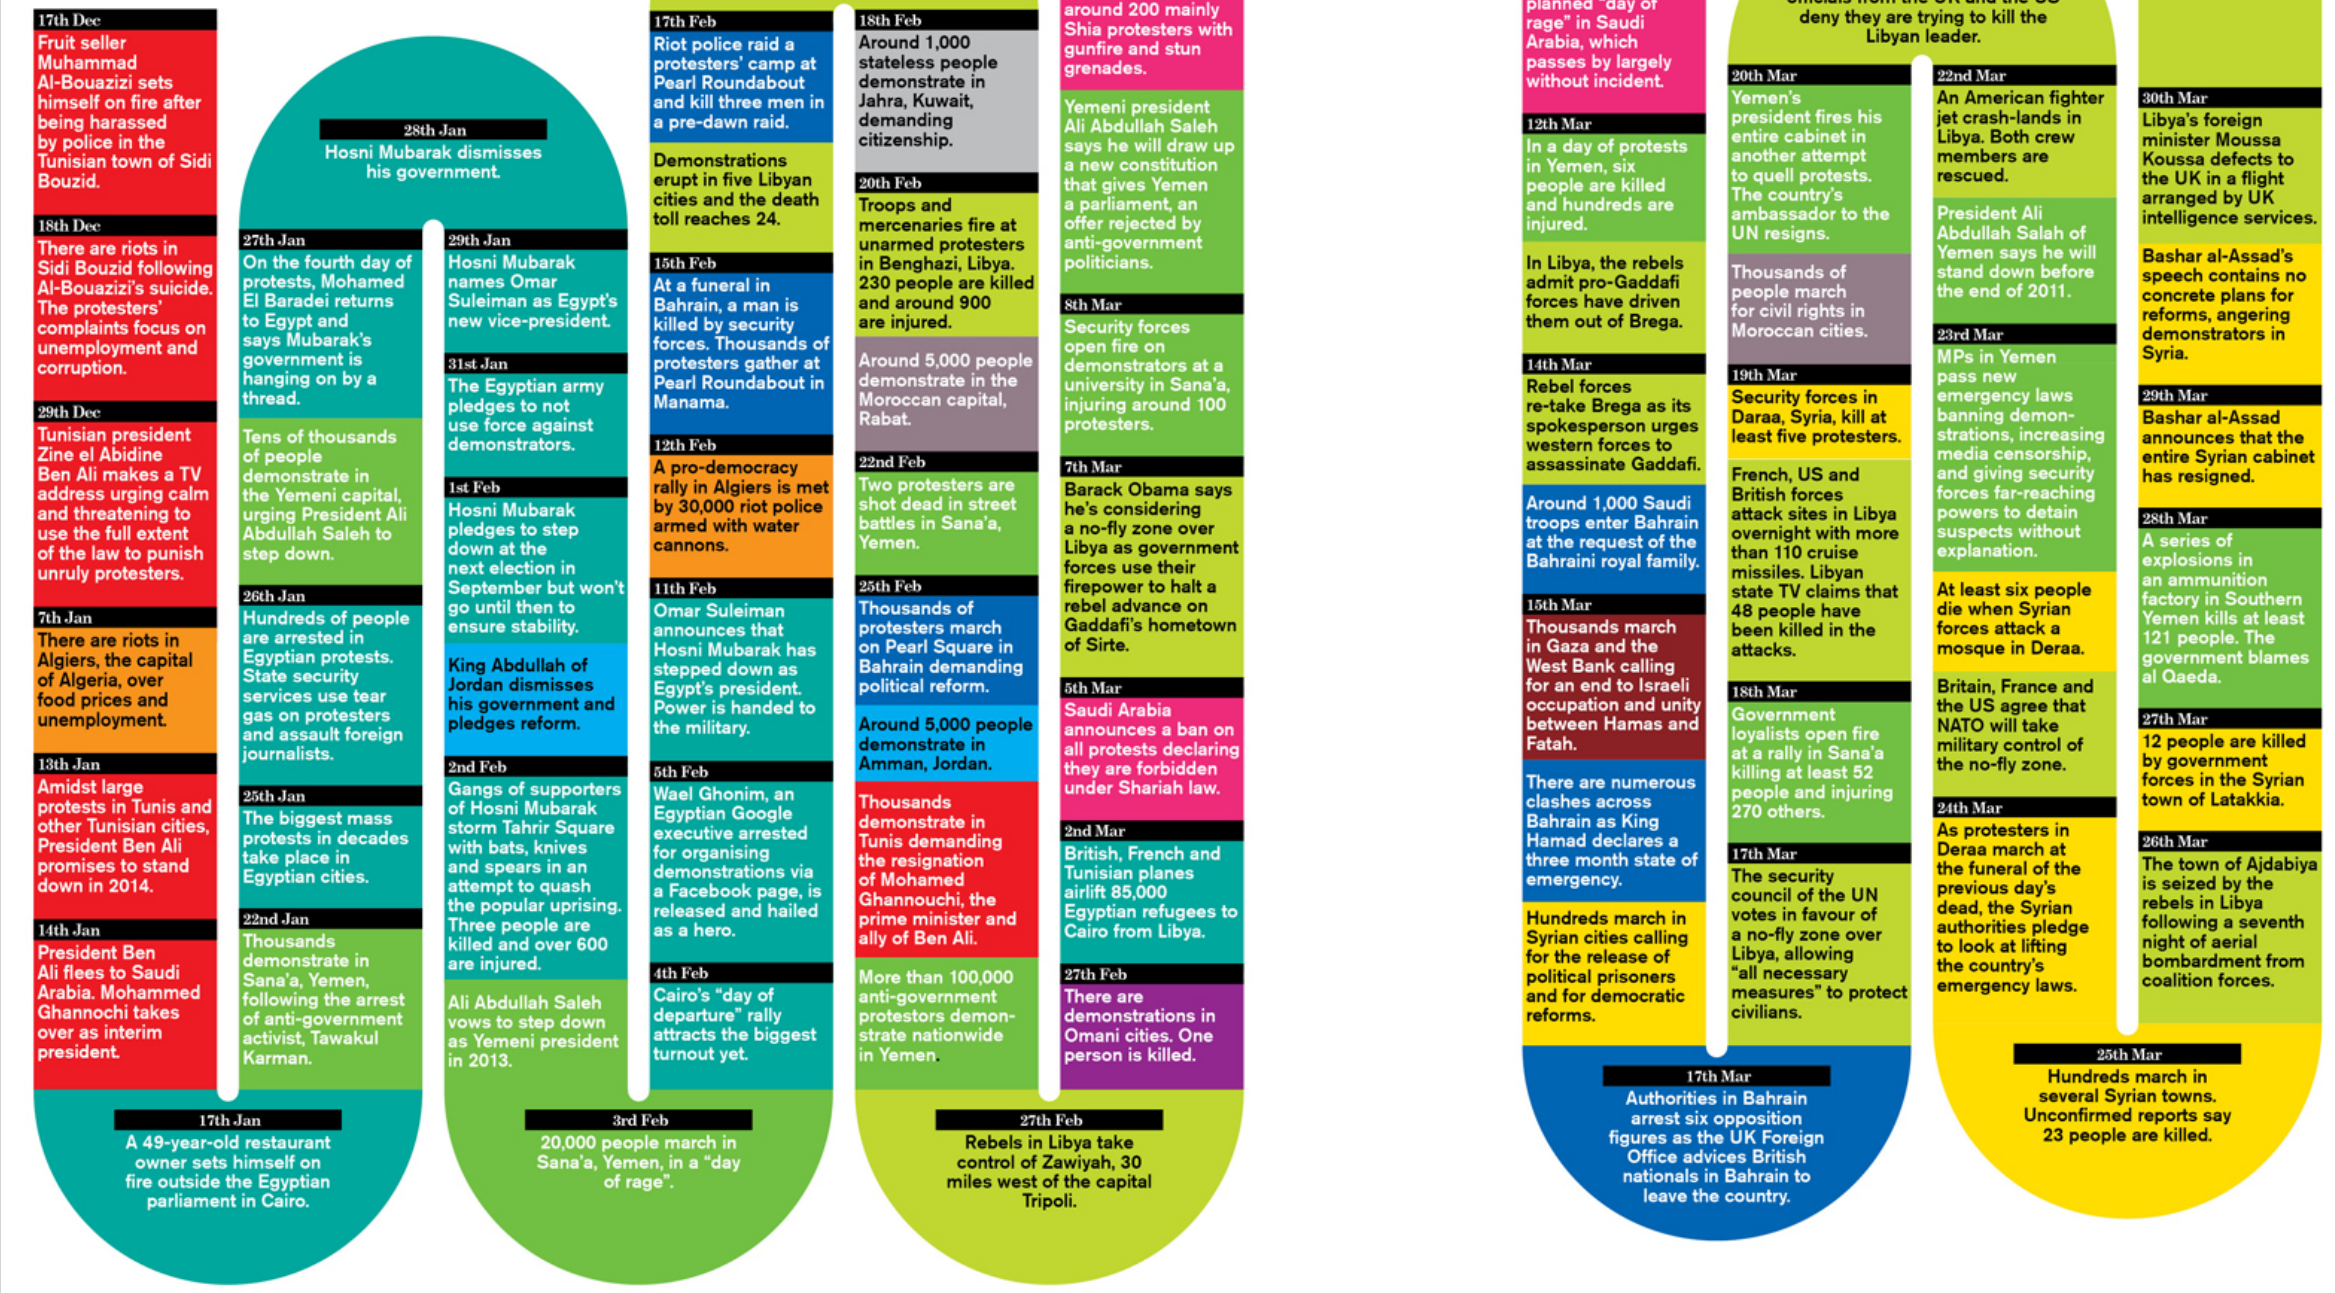 17th Dec
Fruit seller
Muhammad
Al-Bouazizi sets
himself on fire after
being harassed
by police in the
Tunisian town of Sidi
Bouzid.
18th Dec
There are riots in
Sidi Bouzid following
Al-Bouazizi's suicide.
The protesters'
complaints focus on
unemployment and
corruption.
29th Dec
Tunisian president
Zine el Abidine
Ben Ali makes a TV
address urging calm
and threatening to
use the full extent
of the law to punish
unruly protesters.
7th Jan
There are riots in
Algiers, the capital
of Algeria, over
food prices and
unemployment.
13th Jan
Amidst large
protests in Tunis and
other Tunisian cities,
President Ben Ali
promises to stand
down in 2014.
14th Jan
President Ben
Ali flees to Saudi
Arabia. Mohammed
Ghannochi takes
over as interim
president.
17th Jan
A 49-year-old restaurant
owner sets himself on
fire outside the Egyptian
parliament in Cairo.
28th Jan
Hosni Mubarak dismisses
his government.
27th Jan
On the fourth day of
protests, Mohamed
El Baradei returns
to Egypt and
says Mubarak's
government is
hanging on by a
thread.
Tens of thousands
of people
demonstrate in
the Yemeni capital,
urging President Ali
Abdullah Saleh to
step down.
26th Jan
Hundreds of people
are arrested in
Egyptian protests.
State security
services use tear
gas on protesters
and assault foreign
journalists.
25th Jan
The biggest mass
protests in decades
take place in
Egyptian cities.
22nd Jan
Thousands
demonstrate in
Sana'a, Yemen,
following the arrest
of anti-government
activist, Tawakul
Karman.
29th Jan
Hosni Mubarak
names Omar
Suleiman as Egypt's
new vice-president.
31st Jan
The Egyptian army
pledges to not
use force against
demonstrators.
1st Feb
Hosni Mubarak
pledges to step
down at the
next election in
September but won't
go until then to
ensure stability.
King Abdullah of
Jordan dismisses
his government and
pledges reform.
2nd Feb
Gangs of supporters
of Hosni Mubarak
storm Tahrir Square
with bats, knives
and spears in an
attempt to quash
the popular uprising.
Three people are
killed and over 600
are injured.
Ali Abdullah Saleh
vows to step down
as Yemeni president
in 2013.
3rd Feb
20,000 people march in
Sana'a, Yemen, in a “day
of rage”.
17th Feb
Riot police raid a
protesters' camp at
Pearl Roundabout
and kill three men in
a pre-dawn raid.
Demonstrations
erupt in five Libyan
cities and the death
toll reaches 24.
15th Feb
At a funeral in
Bahrain, a man is
killed by security
forces. Thousands of
protesters gather at
Pearl Roundabout in
Manama.
12th Feb
A pro-democracy
rally in Algiers is met
by 30,000 riot police
armed with water
cannons.
11th Feb
Omar Suleiman
announces that
Hosni Mubarak has
stepped down as
Egypt's president.
Power is handed to
the military.
5th Feb
Wael Ghonim, an
Egyptian Google
executive arrested
for organising
demonstrations via
a Facebook page, is
released and hailed
as a hero.
4th Feb
Cairo's “day of
departure” rally
attracts the biggest
turnout yet.
18th Feb
Around 1,000
stateless people
demonstrate in
Jahra, Kuwait,
demanding
citizenship.
20th Feb
Troops and
mercenaries fire at
unarmed protesters
in Benghazi, Libya.
230 people are killed
and around 900
are injured.
Around 5,000 people
demonstrate in the
Moroccan capital,
Rabat.
22nd Feb
Two protesters are
shot dead in street
battles in Sana'a,
Yemen.
25th Feb
Thousands of
protesters march
on Pearl Square in
Bahrain demanding
political reform.
Around 5,000 people
demonstrate in
Amman, Jordan.
Thousands
demonstrate in
Tunis demanding
the resignation
of Mohamed
Ghannouchi, the
prime minister and
ally of Ben Ali.
More than 100,000
anti-government
protestors demon-
strate nationwide
in Yemen.
27th Feb
Rebels in Libya take
control of Zawiyah, 30
miles west of the capital
Tripoli.
around 200 mainly
Shia protesters with
gunfire and stun
grenades.
Yemeni president
Ali Abdullah Saleh
says he will draw up
a new constitution
that gives Yemen
a parliament, an
offer rejected by
anti-government
politicians.
8th Mar
Security forces
open fire on
demonstrators at a
university in Sana'a,
injuring around 100
protesters.
7th Mar
Barack Obama says
he's considering
a no-fly zone over
Libya as government
forces use their
firepower to halt a
rebel advance on
Gaddafi's hometown
of Sirte.
5th Mar
Saudi Arabia
announces a ban on
all protests declaring
they are forbidden
under Shariah law.
2nd Mar
British, French and
Tunisian planes
airlift 85,000
Egyptian refugees to
Cairo from Libya.
27th Feb
There are
demonstrations in
Omani cities. One
person is killed.
planned “day of
rage” in Saudi
Arabia, which
passes by largely
without incident.
12th Mar
In a day of protests
in Yemen, six
people are killed
and hundreds are
injured.
In Libya, the rebels
admit pro-Gaddafi
forces have driven
them out of Brega.
14th Mar
Rebel forces
re-take Brega as its
spokesperson urges
western forces to
assassinate Gaddafi.
Around 1,000 Saudi
troops enter Bahrain
at the request of the
Bahraini royal family.
15th Mar
Thousands march
in Gaza and the
West Bank calling
for an end to Israeli
occupation and unity
between Hamas and
Fatah.
There are numerous
clashes across
Bahrain as King
Hamad declares a
three month state of
emergency.
Hundreds march in
Syrian cities calling
for the release of
political prisoners
and for democratic
reforms.
17th Mar
Authorities in Bahrain
arrest six opposition
figures as the UK Foreign
Office advices British
nationals in Bahrain to
leave the country.
deny they are trying to kill the
Libyan leader.
20th Mar
Yemen's
president fires his
entire cabinet in
another attempt
to quell protests.
The country's
ambassador to the
UN resigns.
Thousands of
people march
for civil rights in
Moroccan cities.
19th Mar
Security forces in
Daraa, Syria, kill at
least five protesters.
French, US and
British forces
attack sites in Libya
overnight with more
than 110 cruise
missiles. Libyan
state TV claims that
48 people have
been killed in the
attacks.
18th Mar
Government
loyalists open fire
at a rally in Sana'a
killing at least 52
people and injuring
270 others.
17th Mar
The security
council of the UN
votes in favour of
a no-fly zone over
Libya, allowing
“all necessary
measures” to protect
civilians.
22nd Mar
An American fighter
jet crash-lands in
Libya. Both crew
members are
rescued.
President Ali
Abdullah Salah of
Yemen says he will
stand down before
the end of 2011.
23rd Mar
MPs in Yemen
pass new
emergency laws
banning demon-
strations, increasing
media censorship,
and giving security
forces far-reaching
powers to detain
suspects without
explanation.
At least six people
die when Syrian
forces attack a
mosque in Deraa.
Britain, France and
the US agree that
NATO will take
military control of
the no-fly zone.
24th Mar
As protesters in
Deraa march at
the funeral of the
previous day's
dead, the Syrian
authorities pledge
to look at lifting
the country's
emergency laws.
25th Mar
Hundreds march in
several Syrian towns.
Unconfirmed reports say
23 people are killed.
30th Mar
Libya's foreign
minister Moussa
Koussa defects to
the UK in a flight
arranged by UK
intelligence services.
Bashar al-Assad's
speech contains no
concrete plans for
reforms, angering
demonstrators in
Syria.
29th Mar
Bashar al-Assad
announces that the
entire Syrian cabinet
has resigned.
28th Mar
A series of
explosions in
an ammunition
factory in Southern
Yemen kills at least
121 people. The
government blames
al Qaeda.
27th Mar
12 people are killed
by government
forces in the Syrian
town of Latakkia.
26th Mar
The town of Ajdabiya
is seized by the
rebels in Libya
following a seventh
night of aerial
bombardment from
coalition forces.